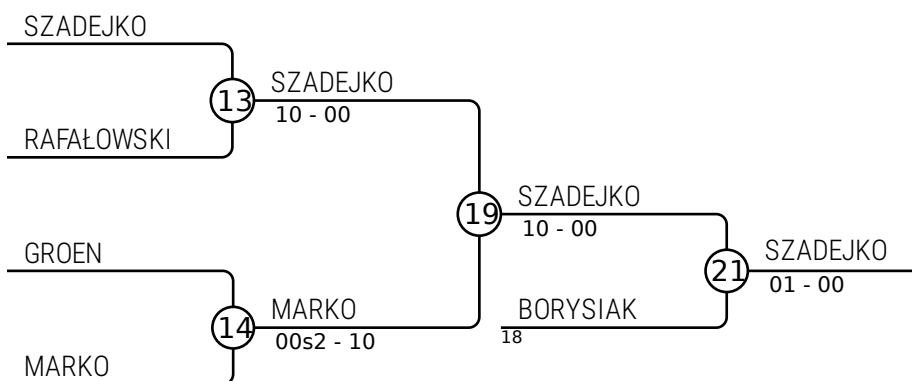 SZADEJKO
13
SZADEJKO
10 - 00
RAFAŁOWSKI
19
SZADEJKO
10 - 00
GROEN
21
SZADEJKO
01 - 00
14
MARKO
00s2 - 10
BORYSIAK
18
MARKO